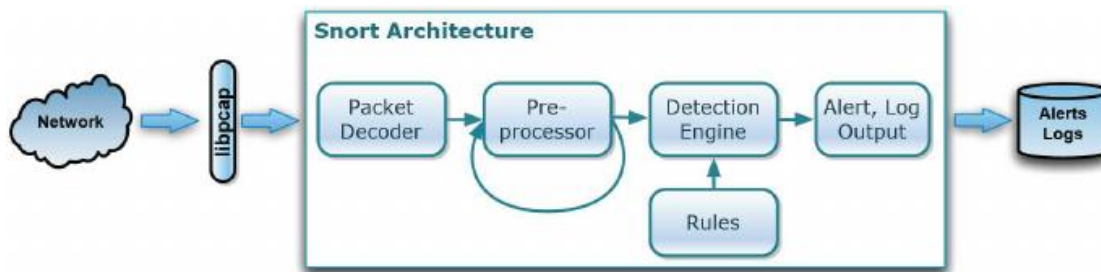 Snort Architecture
Network
libpcap
Packet
Decoder
Pre-
processor
Detection
Engine
Alert, Log
Output
Rules
Alerts
Logs